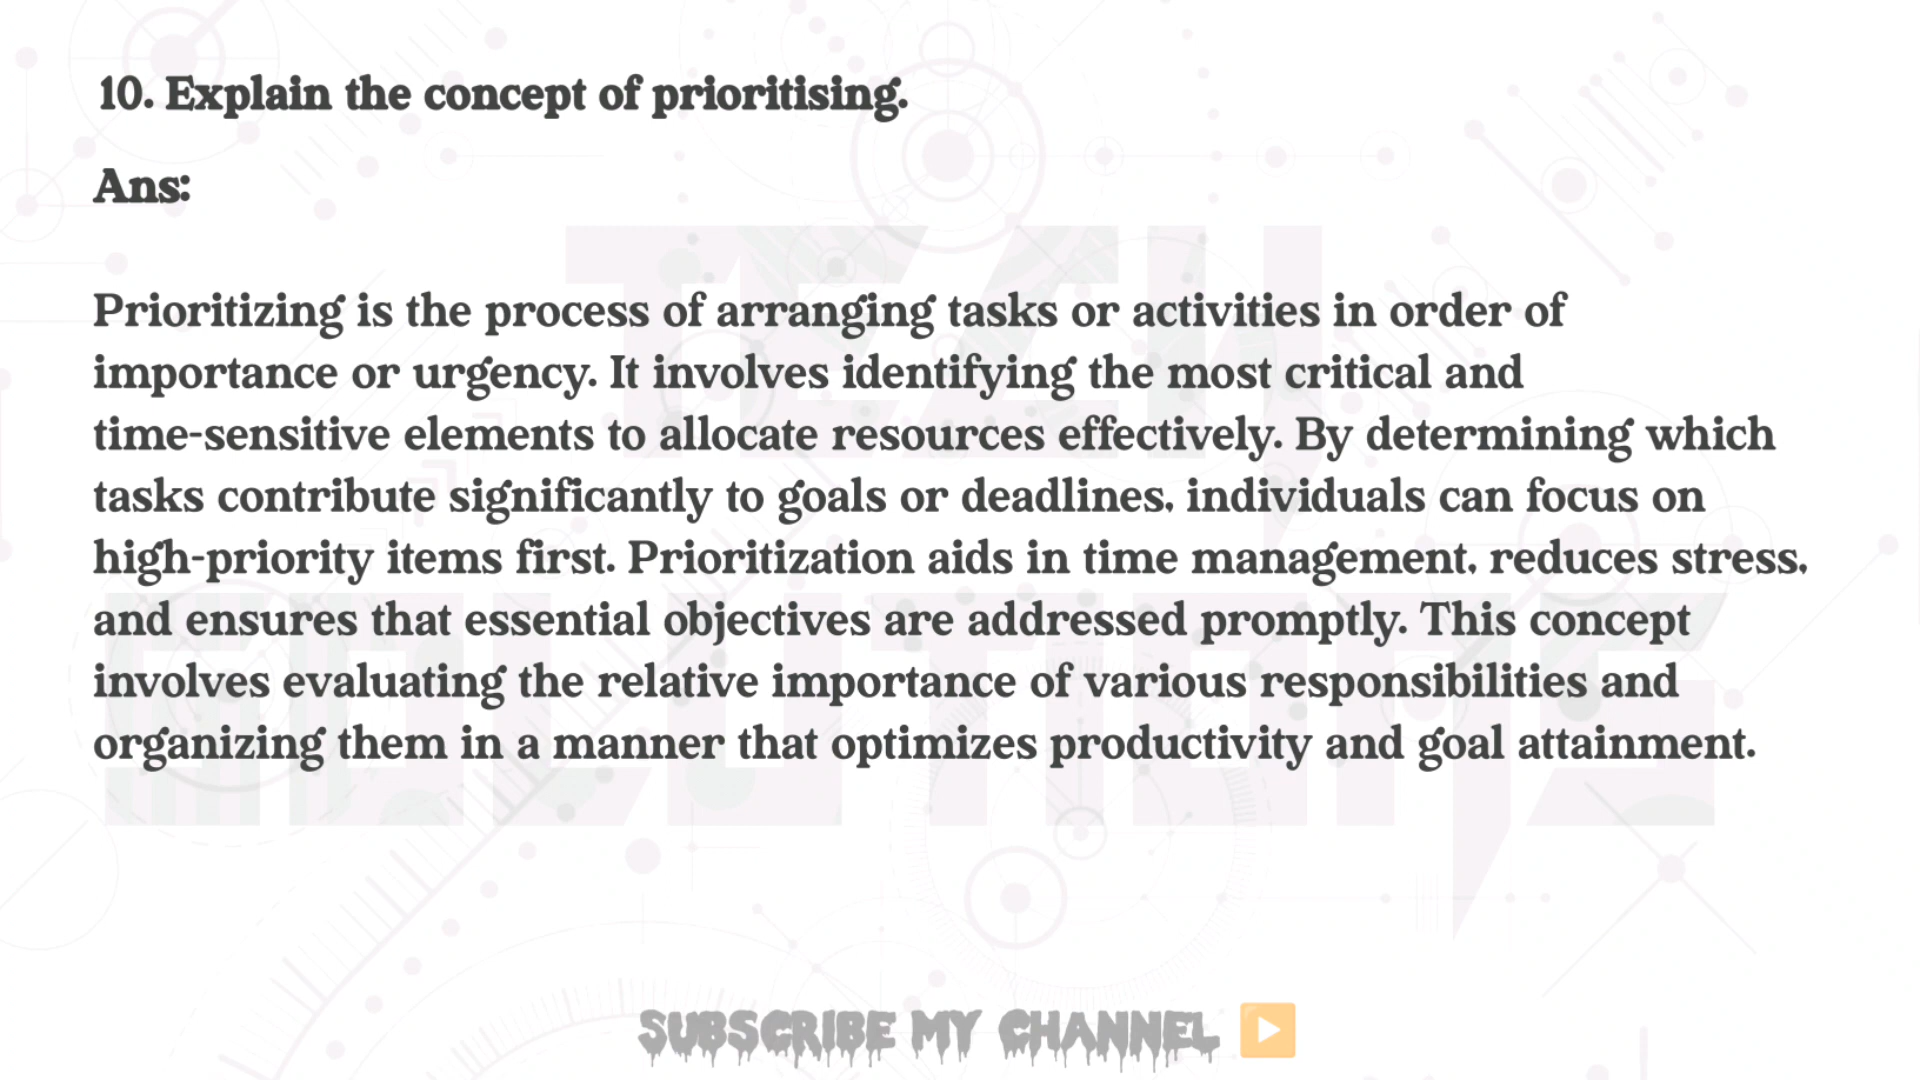 10. Explain the concept of prioritising.
Ans:
Prioritizing is the process of arranging tasks or activities in order of
importance or urgency. It involves identifying the most critical and
time-sensitive elements to allocate resources effectively. By determining which
tasks contribute significantly to goals or deadlines, individuals can focus on
high-priority items first. Prioritization aids in time management, reduces stress,
and ensures that essential objectives are addressed promptly. This concept
involves evaluating the relative importance of various responsibilities and
organizing them in a manner that optimizes productivity and goal attainment.
TECH
SOLUTIONS
SUBSCRIBE MY CHANNEL